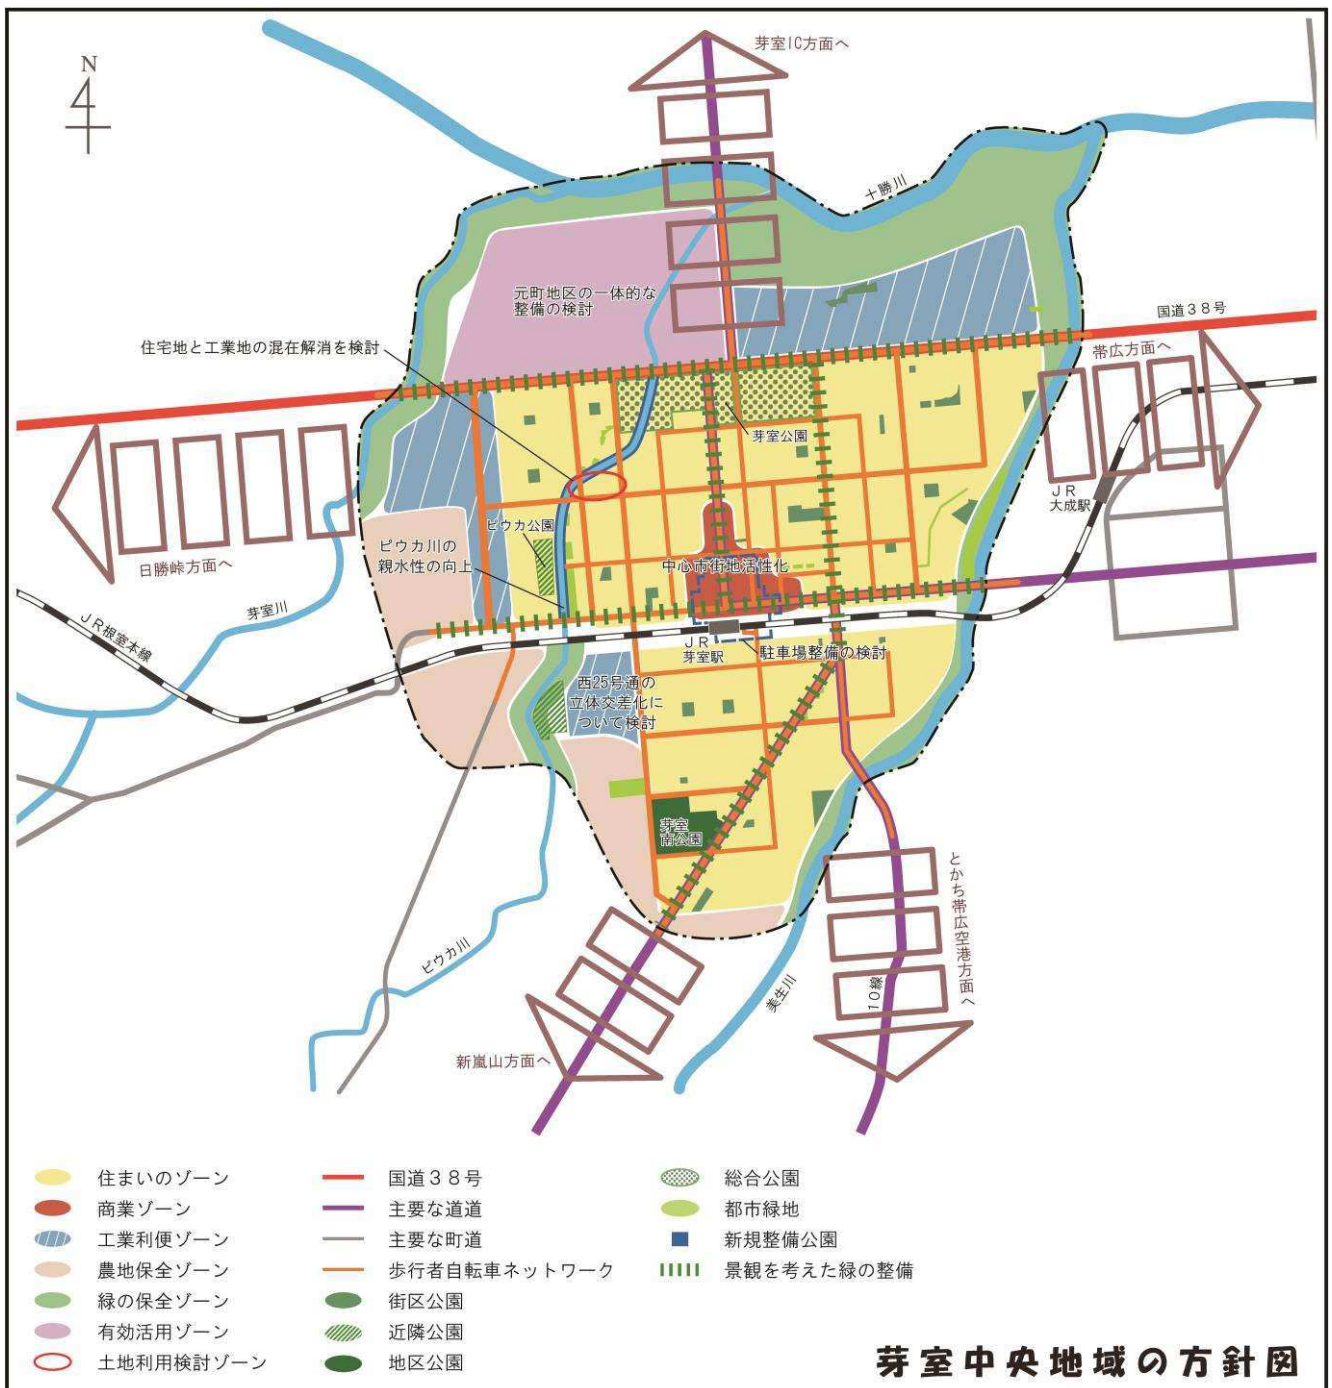 N
芽室IC方面へ
十勝川
国道38号
元町地区の一体的な
整備の検討
住宅地と工業地の混在解消を検討
帯広方面へ
芽室公園
JR
大成駅
ピウカ公園
ピウカ川の
親水性の向上
中心市街地活性化
日勝峠方面へ
芽室川
JR根室本線
JR
芽室駅
駐車場整備の検討
西25号通の
立体交差化に
ついて検討
芽室
南公園
とかち帯広空港方面へ
ピウカ川
美生川
10線
新嵐山方面へ
住まいのゾーン
商業ゾーン
工業利便ゾーン
農地保全ゾーン
緑の保全ゾーン
有効活用ゾーン
土地利用検討ゾーン
国道38号
主要な道道
主要な町道
歩行者自転車ネットワーク
街区公園
近隣公園
地区公園
総合公園
都市緑地
新規整備公園
景観を考えた緑の整備
芽室中央地域の方針図